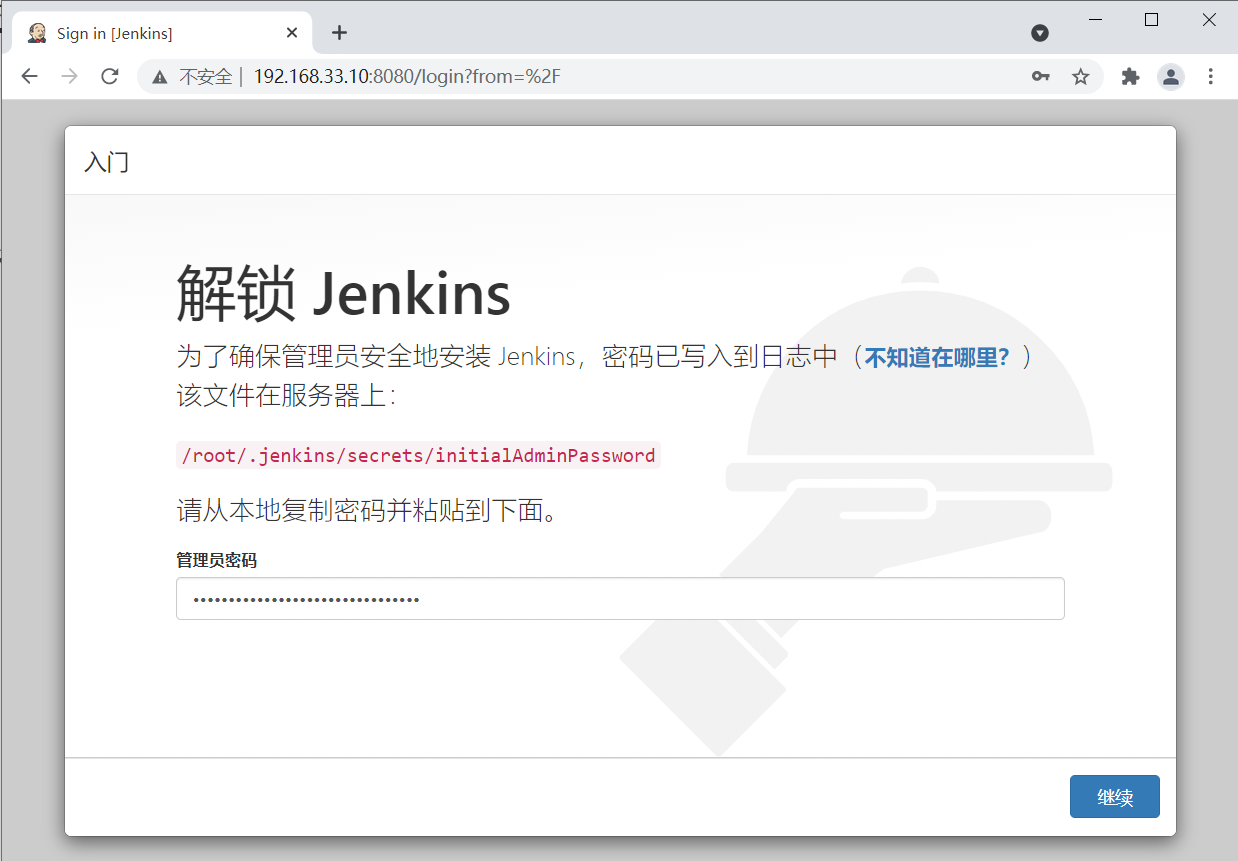 Sign in [Jenkins]
不安全 | 192.168.33.10:8080/login?from=%2F
入门
解锁 Jenkins
为了确保管理员安全地安装 Jenkins，密码已写入到日志中（不知道在哪里？）
该文件在服务器上：
/root/.jenkins/secrets/initialAdminPassword
请从本地复制密码并粘贴到下面。
管理员密码
••••••••••••••••••••••••••••••••
继续